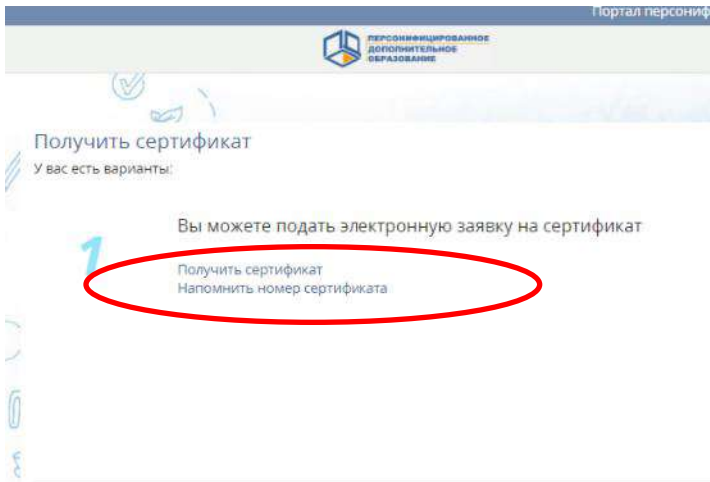 Портал персониф
ПЕРСОНИФИЦИРОВАННОЕ
ДОПОЛНИТЕЛЬНОЕ
ОБРАЗОВАНИЕ
Получить сертификат
У вас есть варианты:
1
Вы можете подать электронную заявку на сертификат
Получить сертификат
Напомнить номер сертификата